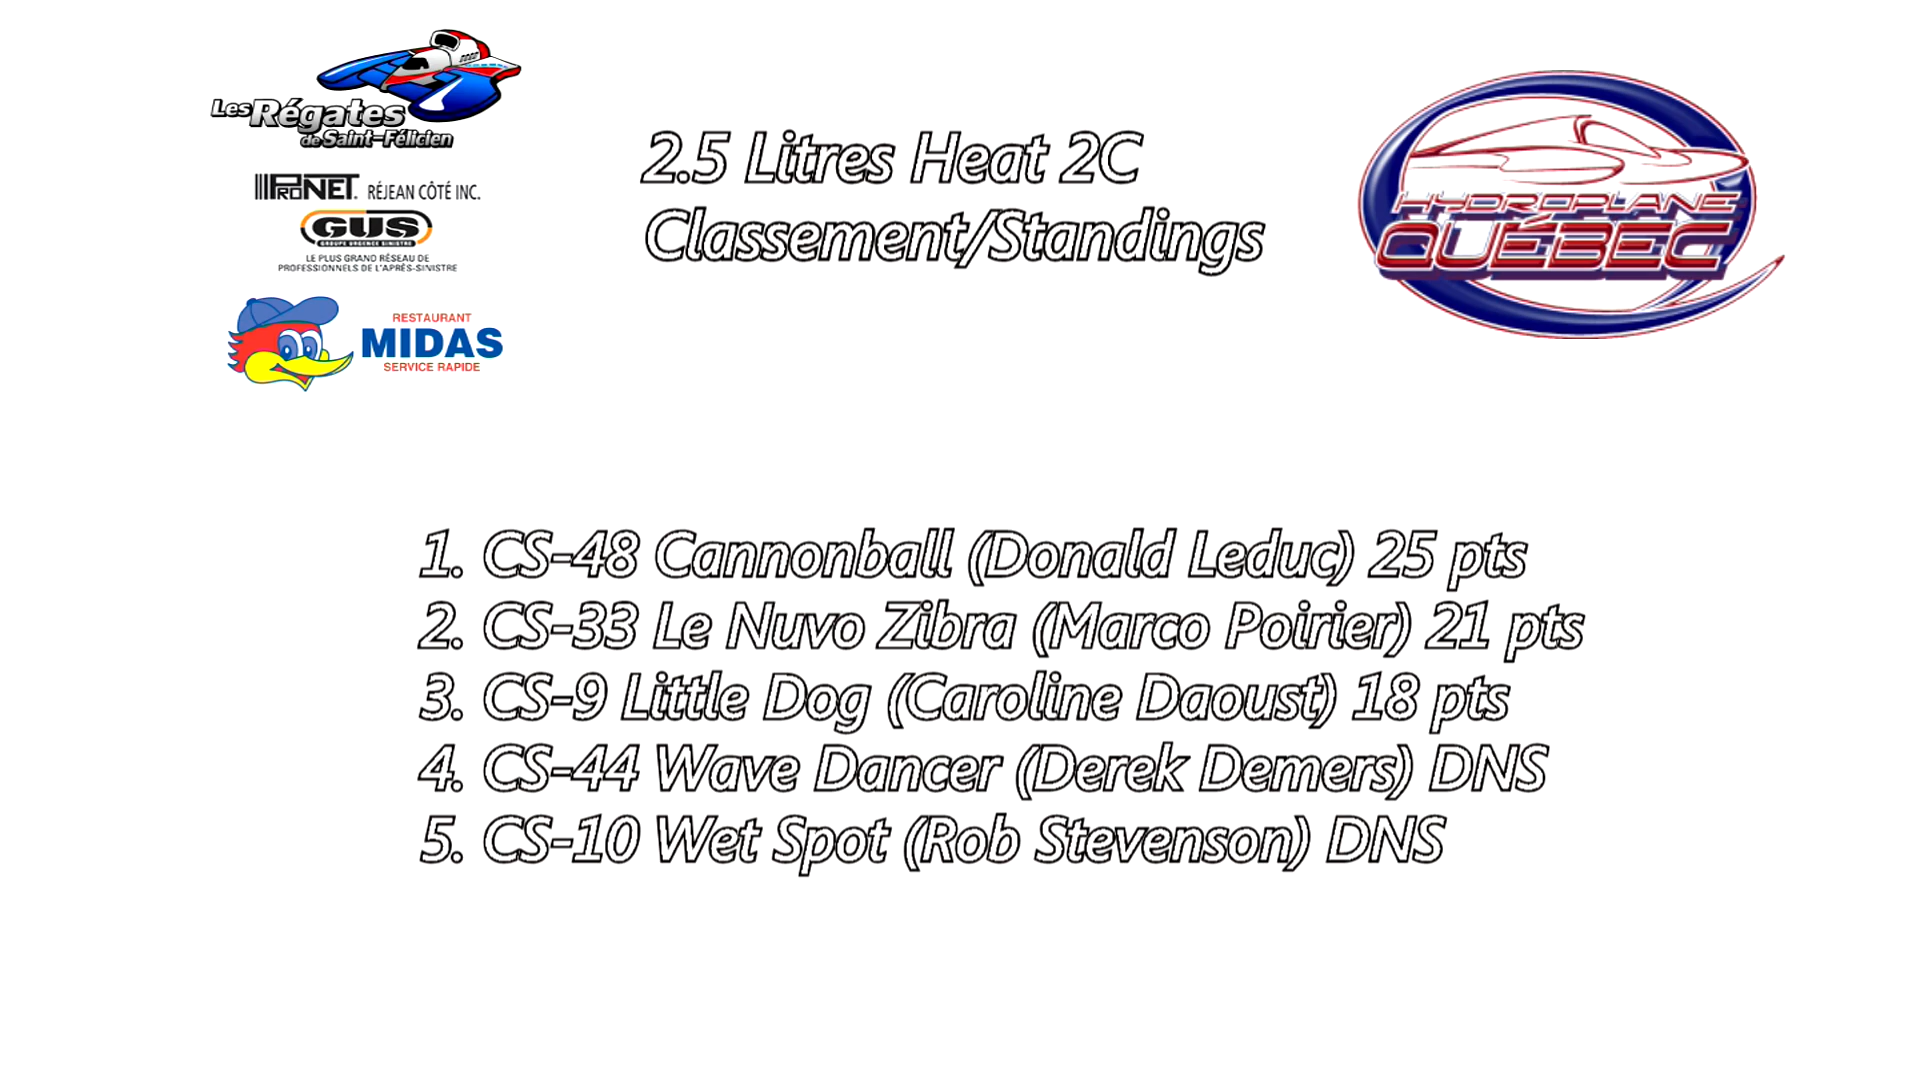 Les Régates
de Saint-Félicien
PRONET. RÉJEAN CÔTÉ INC.
GUS
GROUPE URGENCE SINISTRE
LE PLUS GRAND RÉSEAU DE
PROFESSIONNELS DE L'APRÈS-SINISTRE
RESTAURANT
MIDAS
SERVICE RAPIDE
2.5 Litres Heat 2C
Classement/Standings
HYDROPLANE
QUÉBEC
1. CS-48 Cannonball (Donald Leduc) 25 pts
2. CS-33 Le Nuvo Zibra (Marco Poirier) 21 pts
3. CS-9 Little Dog (Caroline Daoust) 18 pts
4. CS-44 Wave Dancer (Derek Demers) DNS
5. CS-10 Wet Spot (Rob Stevenson) DNS